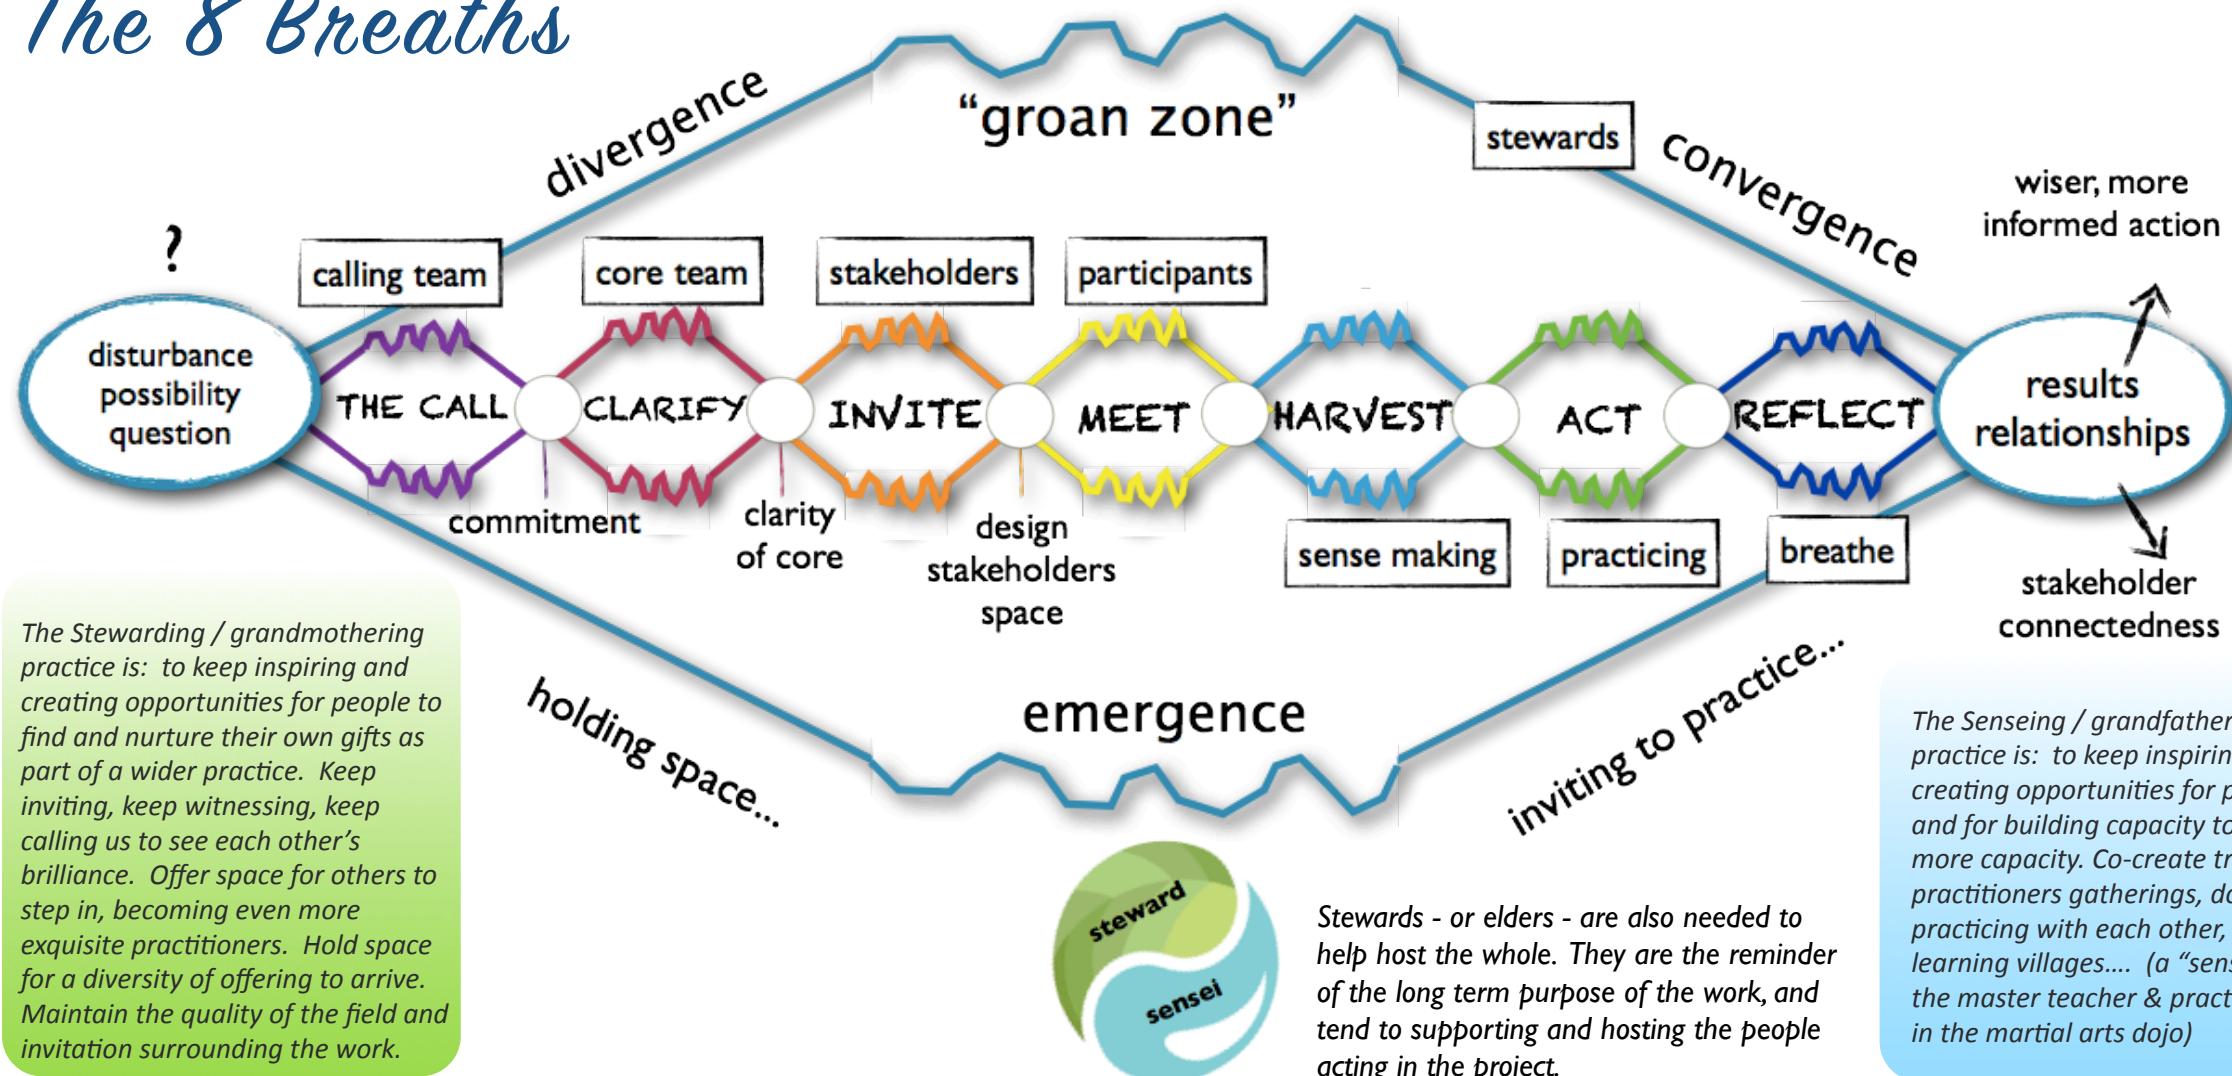 The 8 Breaths
divergence
"groan zone"
stewards
convergence
wiser, more
informed action
?
calling team
core team
stakeholders
participants
disturbance
possibility
question
THE CALL
CLARIFY
INVITE
MEET
HARVEST
ACT
REFLECT
results
relationships
commitment
clarity
of core
design
stakeholders
space
sense making
practicing
breathe
stakeholder
connectedness
holding space...
emergence
inviting to practice...
The Stewarding / grandmothering
practice is:  to keep inspiring and
creating opportunities for people to
find and nurture their own gifts as
part of a wider practice.  Keep
inviting, keep witnessing, keep
calling us to see each other's
brilliance.  Offer space for others to
step in, becoming even more
exquisite practitioners.  Hold space
for a diversity of offering to arrive.
Maintain the quality of the field and
invitation surrounding the work.
steward
sensei
Stewards - or elders - are also needed to
help host the whole. They are the reminder
of the long term purpose of the work, and
tend to supporting and hosting the people
acting in the project.
The Senseing / grandfather
practice is:  to keep
creating opportunities for
and for building capacity to
more capacity. Co-create
practitioners gatherings,
practicing with each other,
learning villages.... (a
the master teacher &
in the martial arts dojo)